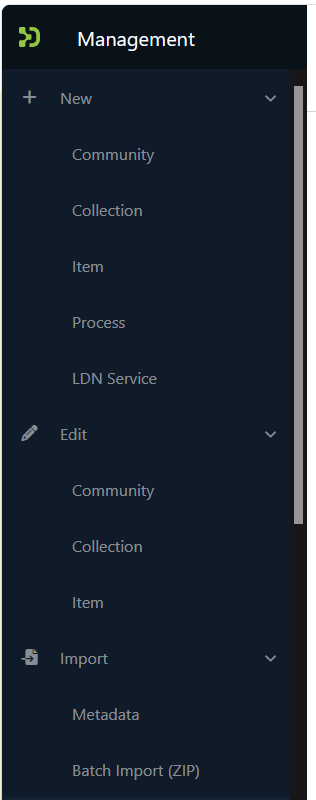 Management
New
Community
Collection
Item
Process
LDN Service
Edit
Community
Collection
Item
Import
Metadata
Batch Import (ZIP)